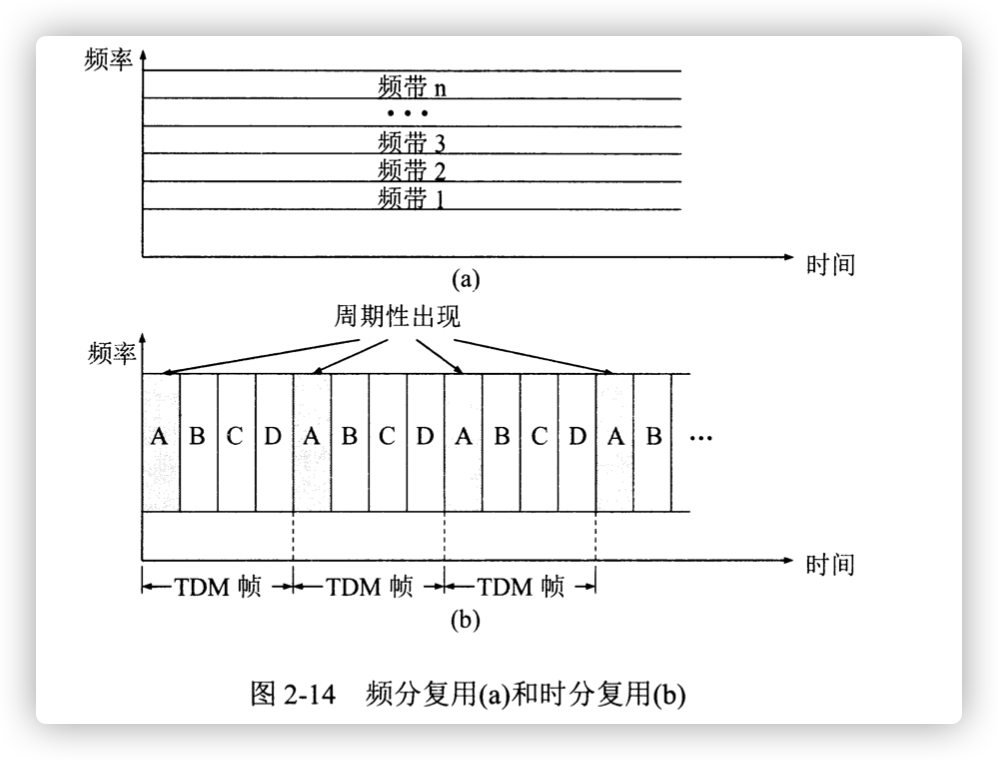 频率
频带 n
•••
频带 3
频带 2
频带 1
时间
(a)
周期性出现
频率
A B C D A B C D A B C D A B …
时间
TDM 帧 TDM 帧 TDM 帧
(b)
图 2-14 频分复用(a)和时分复用(b)